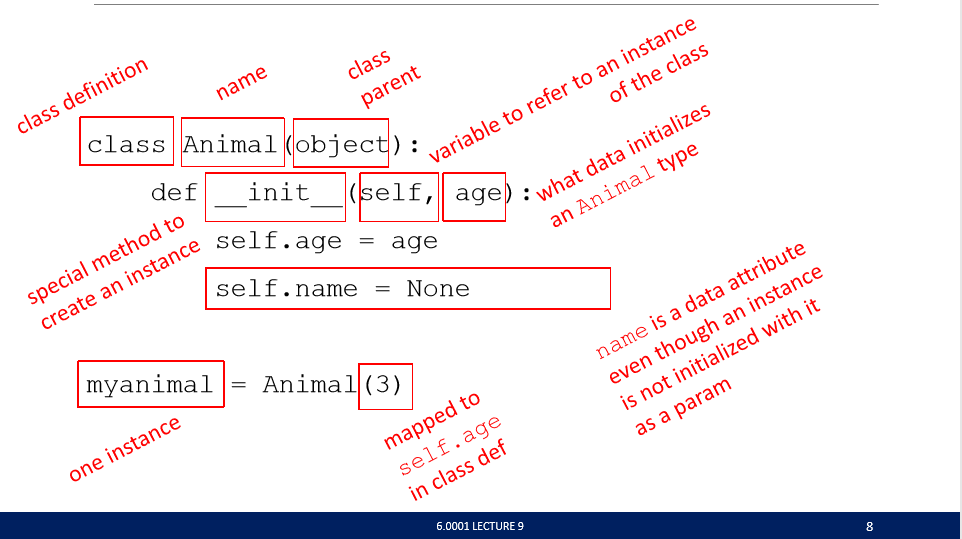 class definition
name
class
parent
variable to refer to an instance
of the class
class Animal(object):
what data initializes
an Animal type
def __init__(self, age):
special method to
create an instance
self.age = age
self.name = None
name is a data attribute
even though an instance
is not initialized with it
as a param
myanimal = Animal(3)
one instance
mapped to
self.age
in class def
6.0001 LECTURE 9
8